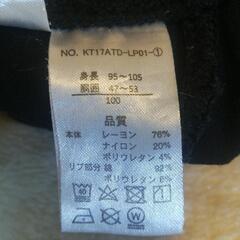 NO. KT17ATD-LP01-①
身長 95~105
胴囲 47~53
100
品質
本体 レーヨン 76%
ナイロン 20%
ポリウレタン 4%
リブ部分 綿 92%
ポリウレタン 8%